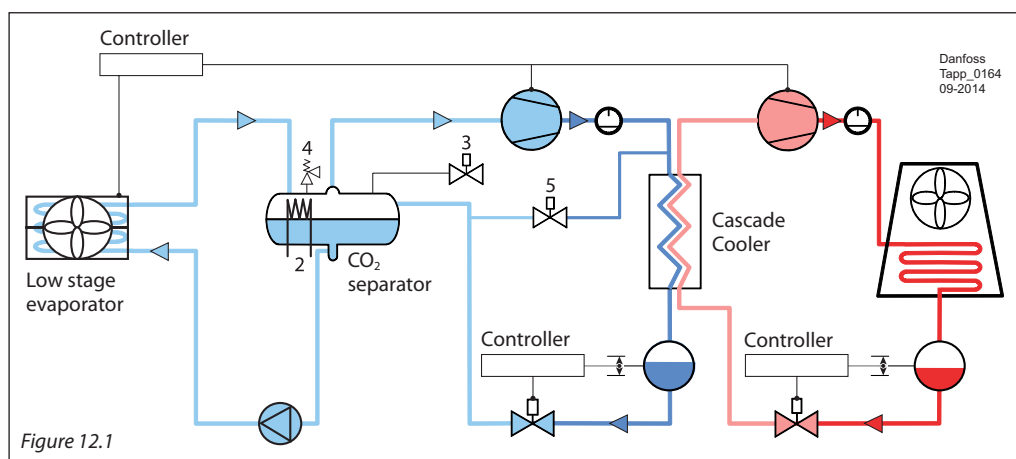 Controller
Danfoss
Tapp_0164
09-2014
4
3
5
Cascade
Cooler
2
CO₂
separator
Low stage
evaporator
Controller
Controller
Figure 12.1